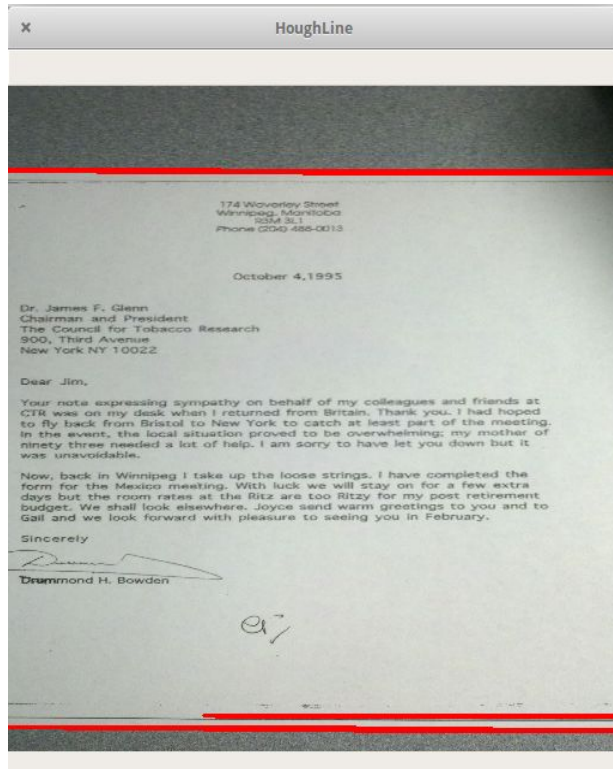 × HoughLine
174 Waverley Street
Winnipeg, Manitoba
R3M 3L1
Phone (204) 488-0013
October 4,1995
Dr. James F. Glenn
Chairman and President
The Council for Tobacco Research
900, Third Avenue
New York NY 10022
Dear Jim,
Your note expressing sympathy on behalf of my colleagues and friends at
CTR was on my desk when I returned from Britain. Thank you. I had hoped
to fly back from Bristol to New York to catch at least part of the meeting.
In the event, the local situation proved to be overwhelming; my mother of
ninety three needed a lot of help. I am sorry to have let you down but it
was unavoidable.
Now, back in Winnipeg I take up the loose strings. I have completed the
form for the Mexico meeting. With luck we will stay on for a few extra
days but the room rates at the Ritz are too Ritzy for my post retirement
budget. We shall look elsewhere. Joyce send warm greetings to you and to
Gail and we look forward with pleasure to seeing you in February.
Sincerely
Drummond H. Bowden